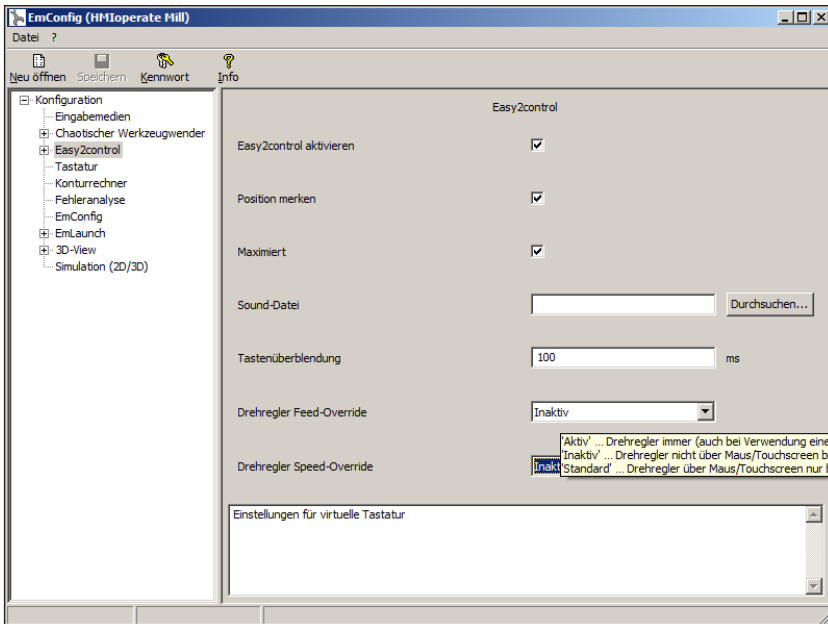 EmConfig (HMIoperate Mill)
Datei ?
Neu öffnen Speichern Kennwort Info
Konfiguration
Eingabemedien
Chaotischer Werkzeugwender
Easy2control
Tastatur
Konturrechner
Fehleranalyse
EmConfig
EmLaunch
3D-View
Simulation (2D/3D)
Easy2control
Easy2control aktivieren
Position merken
Maximiert
Sound-Datei Durchsuchen...
Tastenüberblendung 100 ms
Drehregler Feed-Override Inaktiv
'Aktiv' ... Drehregler immer (auch bei Verwendung eine
'Inaktiv' ... Drehregler nicht über Maus/Touchscreen b
'Standard' ... Drehregler über Maus/Touchscreen nur b
Drehregler Speed-Override Inakt
Einstellungen für virtuelle Tastatur